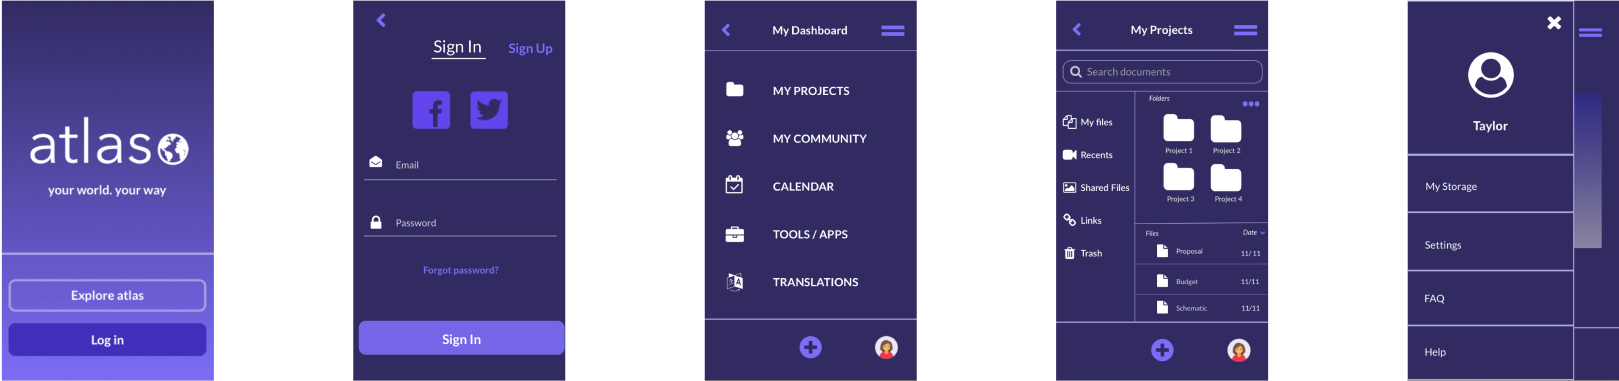 atlas
your world. your way
Explore atlas
Log in
Sign In Sign Up
Email
Password
Forgot password?
Sign In
My Dashboard
MY PROJECTS
MY COMMUNITY
CALENDAR
TOOLS / APPS
TRANSLATIONS
My Projects
Search documents
My files
Recents
Shared Files
Links
Trash
Folders
Project 1 Project 2
Project 3 Project 4
Files Date
Proposal 11/11
Budget 11/11
Schematic 11/11
Taylor
My Storage
Settings
FAQ
Help